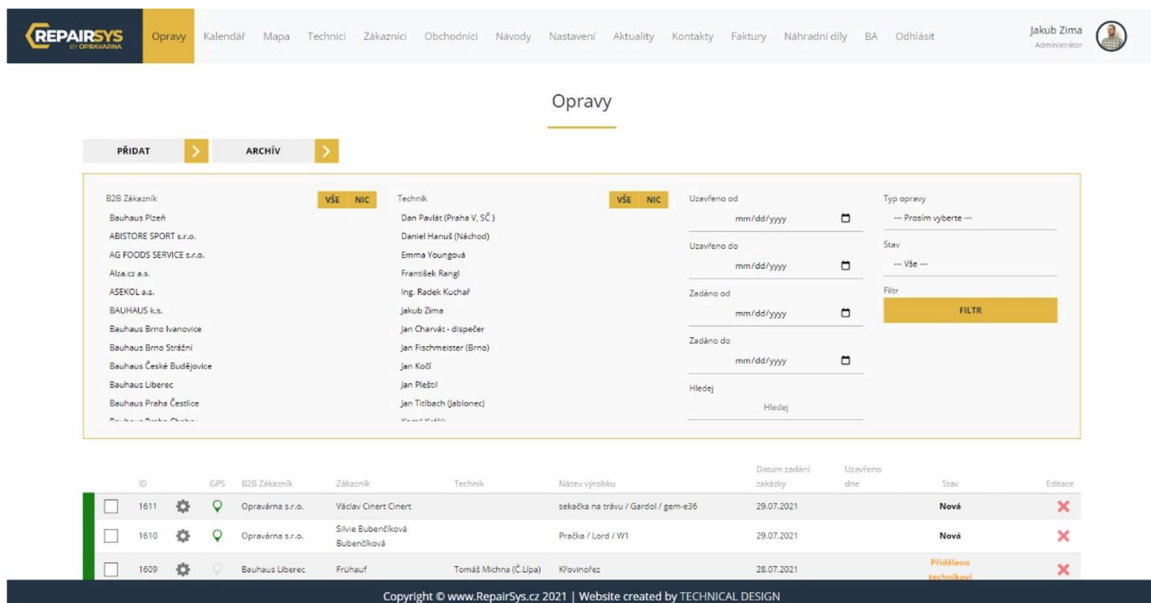 REPAIRSYS
BY OPRAVÁRNA
Opravy Kalendář Mapa Technici Zákazníci Obchodníci Návody Nastavení Aktuality Kontakty Faktury Náhradní díly BA Odhlásit
Jakub Zima
Administrátor
Opravy
PŘIDAT
ARCHÍV
B2B Zákazník
VŠE NIC
Bauhaus Plzeň
ABISTORE SPORT s.r.o.
AG FOODS SERVICE s.r.o.
Alza.cz a.s.
ASEKOL a.s.
BAUHAUS k.s.
Bauhaus Brno Ivanovice
Bauhaus Brno Strážní
Bauhaus České Budějovice
Bauhaus Liberec
Bauhaus Praha Čestlice
Technik
VŠE NIC
Dan Pavlát (Praha V, SČ )
Daniel Hanuš (Náchod)
Emma Youngová
František Rangl
Ing. Radek Kuchař
Jakub Zima
Jan Charvát - dispečer
Jan Fischmeister (Brno)
Jan Kočí
Jan Pleštil
Jan Titlbach (Jablonec)
Uzavřeno od
mm/dd/yyyy
Uzavřeno do
mm/dd/yyyy
Zadáno od
mm/dd/yyyy
Zadáno do
mm/dd/yyyy
Hledej
Hledej
Typ opravy
--- Prosím vyberte ---
Stav
--- Vše ---
Filtr
FILTR
ID GPS B2B Zákazník Zákazník Technik Název výrobku Datum zadání zakázky Uzavřeno dne Stav Editace
1611 Opravárna s.r.o. Václav Cinert Cinert sekačka na trávu / Gardol / gem-e36 29.07.2021 Nová
1610 Opravárna s.r.o. Silvie Bubenčíková Bubenčíková Pračka / Lord / W1 29.07.2021 Nová
1609 Bauhaus Liberec Frühauf Tomáš Michna (Č.Lípa) Křovinořez 28.07.2021 Přiděleno technikovi
Copyright © www.RepairSys.cz 2021 | Website created by TECHNICAL DESIGN